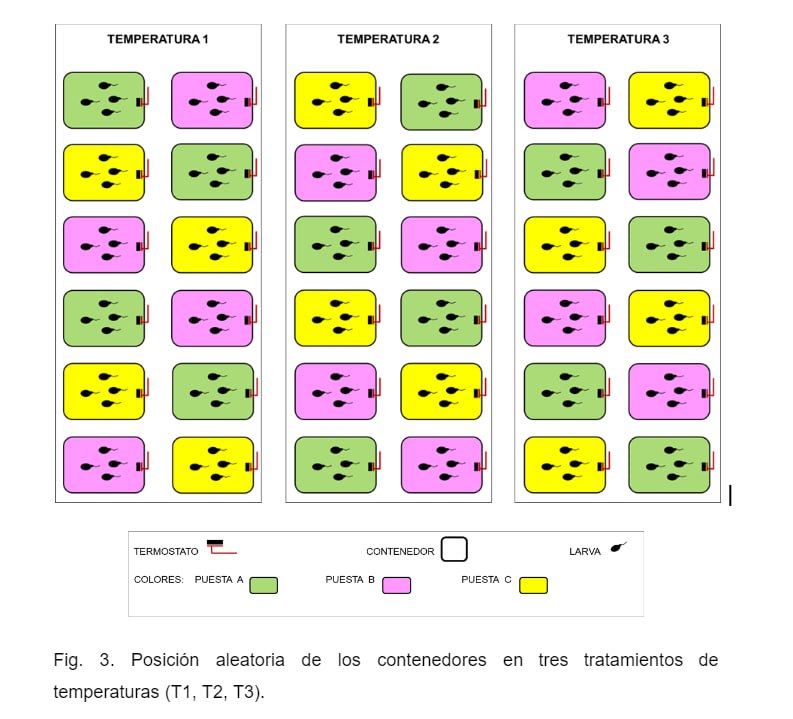 TEMPERATURA 1
TEMPERATURA 2
TEMPERATURA 3
TERMOSTATO
CONTENEDOR
LARVA
COLORES: PUESTA A
PUESTA B
PUESTA C
Fig. 3. Posición aleatoria de los contenedores en tres tratamientos de
temperaturas (T1, T2, T3).